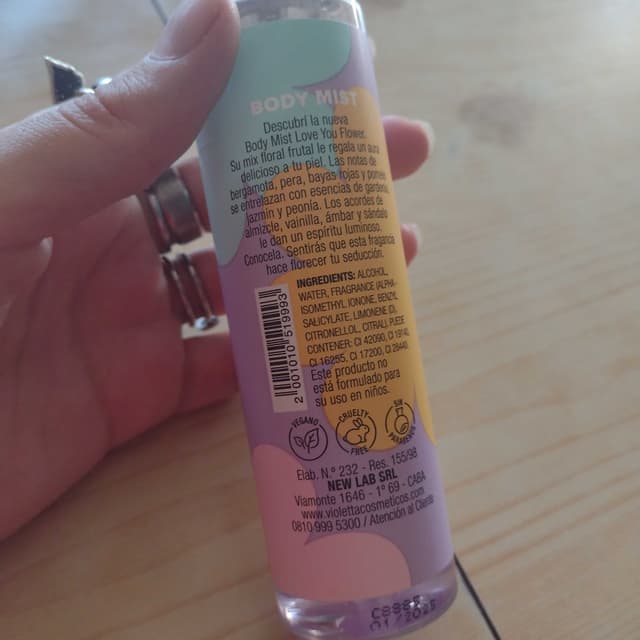 BODY MIST
Descubrí la nueva
Body Mist Love You Flower.
Su mix floral frutal le regala un aura
delicioso a tu piel. Las notas de
bergamota, pera, bayas rojas y pomelo
se entrelazan con esencias de gardenia,
jazmin y peonía. Los acordes de
almizcle, vainilla, ámbar y sándalo
le dan un espíritu luminoso.
Conocela. Sentirás que esta fragancia
hace florecer tu seducción.
INGREDIENTS: ALCOHOL,
WATER, FRAGRANCE (ALPHA-
ISOMETHYL IONONE, BENZYL
SALICYLATE, LIMONENE (D),
CITRONELLOL, CITRAL). PUEDE
CONTENER: CI 42090, CI 19140,
CI 16255, CI 17200, CI 28440.
Este producto no
está formulado para
su uso en niños.
2 001010 519993
VEGANO
CRUELTY
FREE
SIN
PARABENOS
Elab. N.° 232 - Res. 155/98
NEW LAB SRL
Viamonte 1646 - 1° 69 - CABA
www.violettacosmeticos.com
0810 999 5300 / Atención al Cliente
01/2025